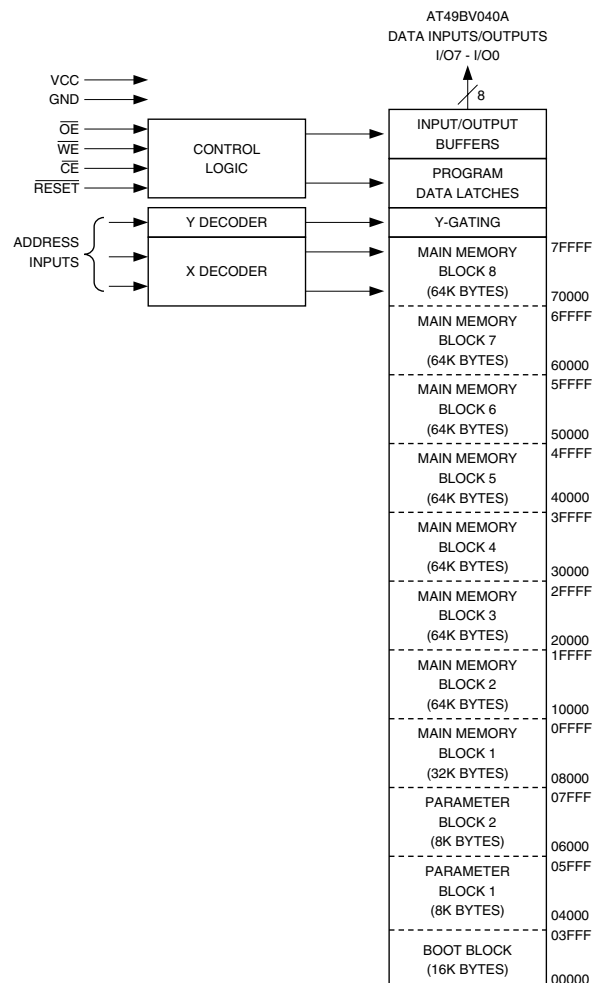 AT49BV040A
DATA INPUTS/OUTPUTS
I/O7 - I/O0
8
VCC
GND
OE
WE
CE
RESET
CONTROL
LOGIC
INPUT/OUTPUT
BUFFERS
PROGRAM
DATA LATCHES
ADDRESS
INPUTS
Y DECODER
Y-GATING
X DECODER
MAIN MEMORY
BLOCK 8
(64K BYTES)
7FFFF
70000
MAIN MEMORY
BLOCK 7
(64K BYTES)
6FFFF
60000
MAIN MEMORY
BLOCK 6
(64K BYTES)
5FFFF
50000
MAIN MEMORY
BLOCK 5
(64K BYTES)
4FFFF
40000
MAIN MEMORY
BLOCK 4
(64K BYTES)
3FFFF
30000
MAIN MEMORY
BLOCK 3
(64K BYTES)
2FFFF
20000
MAIN MEMORY
BLOCK 2
(64K BYTES)
1FFFF
10000
MAIN MEMORY
BLOCK 1
(32K BYTES)
0FFFF
08000
PARAMETER
BLOCK 2
(8K BYTES)
07FFF
06000
PARAMETER
BLOCK 1
(8K BYTES)
05FFF
04000
BOOT BLOCK
(16K BYTES)
03FFF
00000